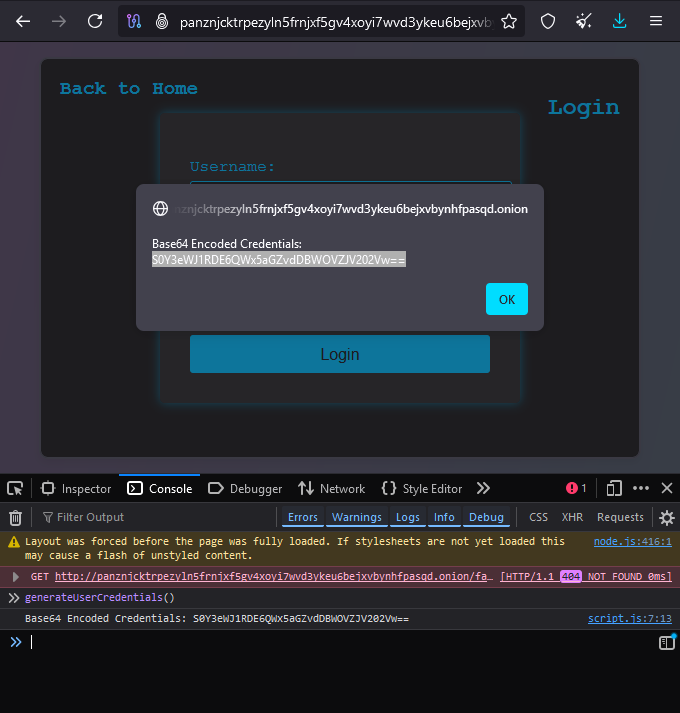 panznjcktrpezyln5frnjxf5gv4xoyi7wvd3ykeu6bejxvb
Back to Home
Login
Username:
znjcktrpezyln5frnjxf5gv4xoyi7wvd3ykeu6bejxvbynhfpasqd.onion
Base64 Encoded Credentials:
S0Y3eWJ1RDE6QWx5aGZvdDBWOVZJV202Vw==
OK
Login
Inspector Console Debugger Network Style Editor 1
Filter Output Errors Warnings Logs Info Debug CSS XHR Requests
Layout was forced before the page was fully loaded. If stylesheets are not yet loaded this node.js:416:1
may cause a flash of unstyled content.
GET http://panznjcktrpezyln5frnjxf5gv4xoyi7wvd3ykeu6bejxvbynhfpasqd.onion/fa… [HTTP/1.1 404 NOT FOUND 0ms]
generateUserCredentials()
Base64 Encoded Credentials: S0Y3eWJ1RDE6QWx5aGZvdDBWOVZJV202Vw== script.js:7:13